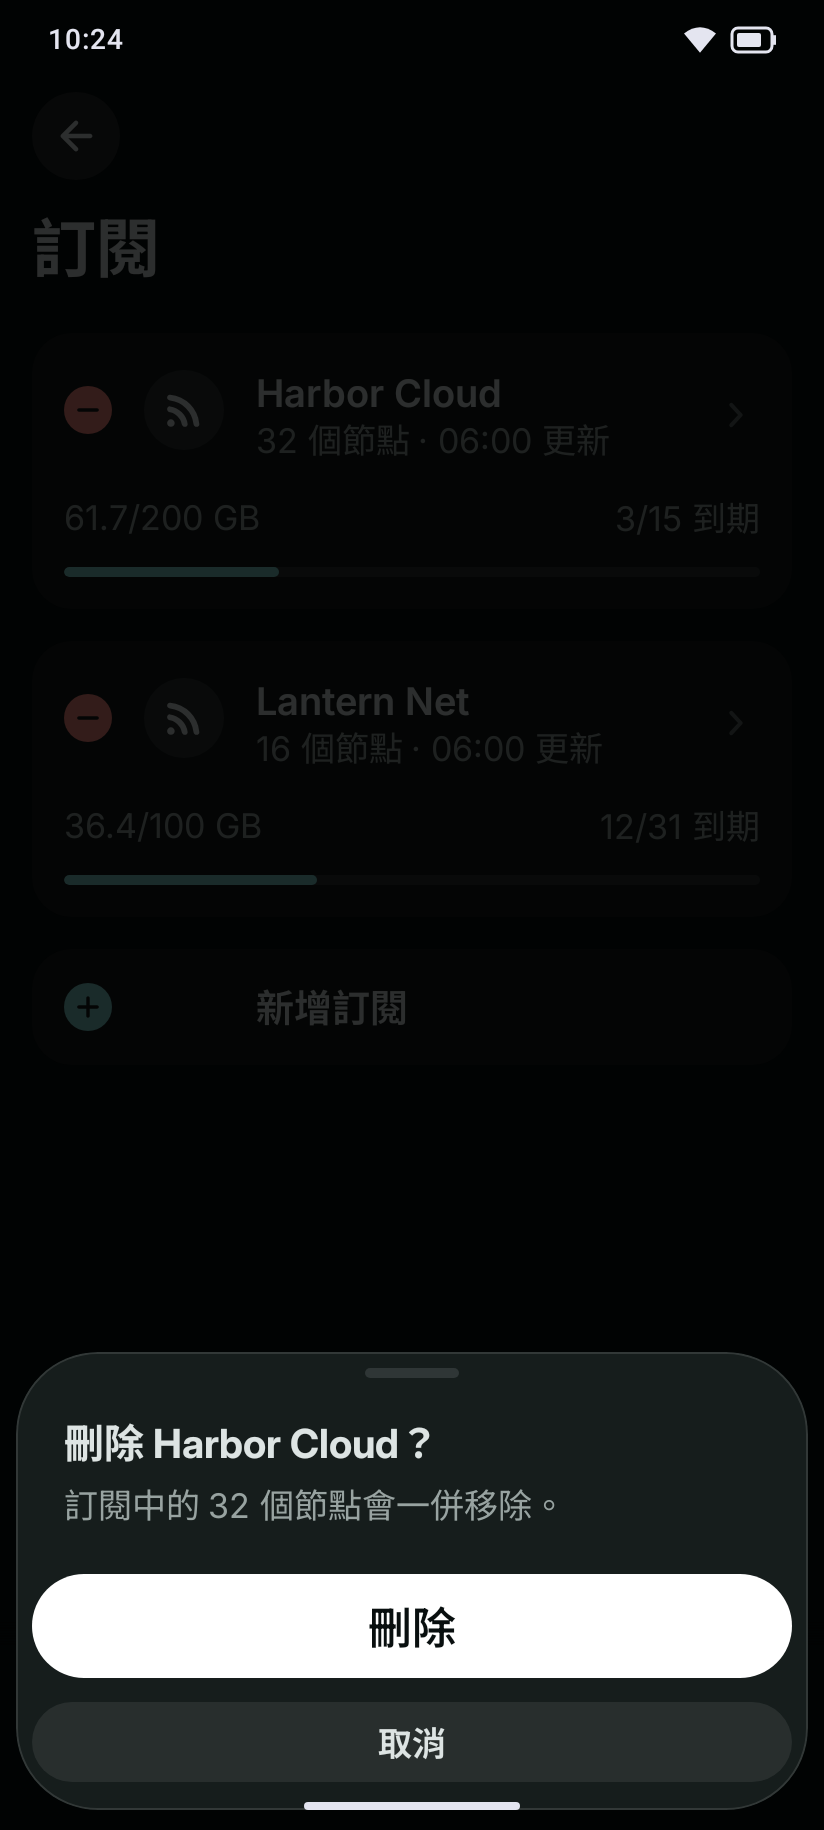 10:24
訂閱
Harbor Cloud
32 個節點 · 06:00 更新
61.7/200 GB
3/15 到期
Lantern Net
16 個節點 · 06:00 更新
36.4/100 GB
12/31 到期
新增訂閱
刪除 Harbor Cloud？
訂閱中的 32 個節點會一併移除。
刪除
取消